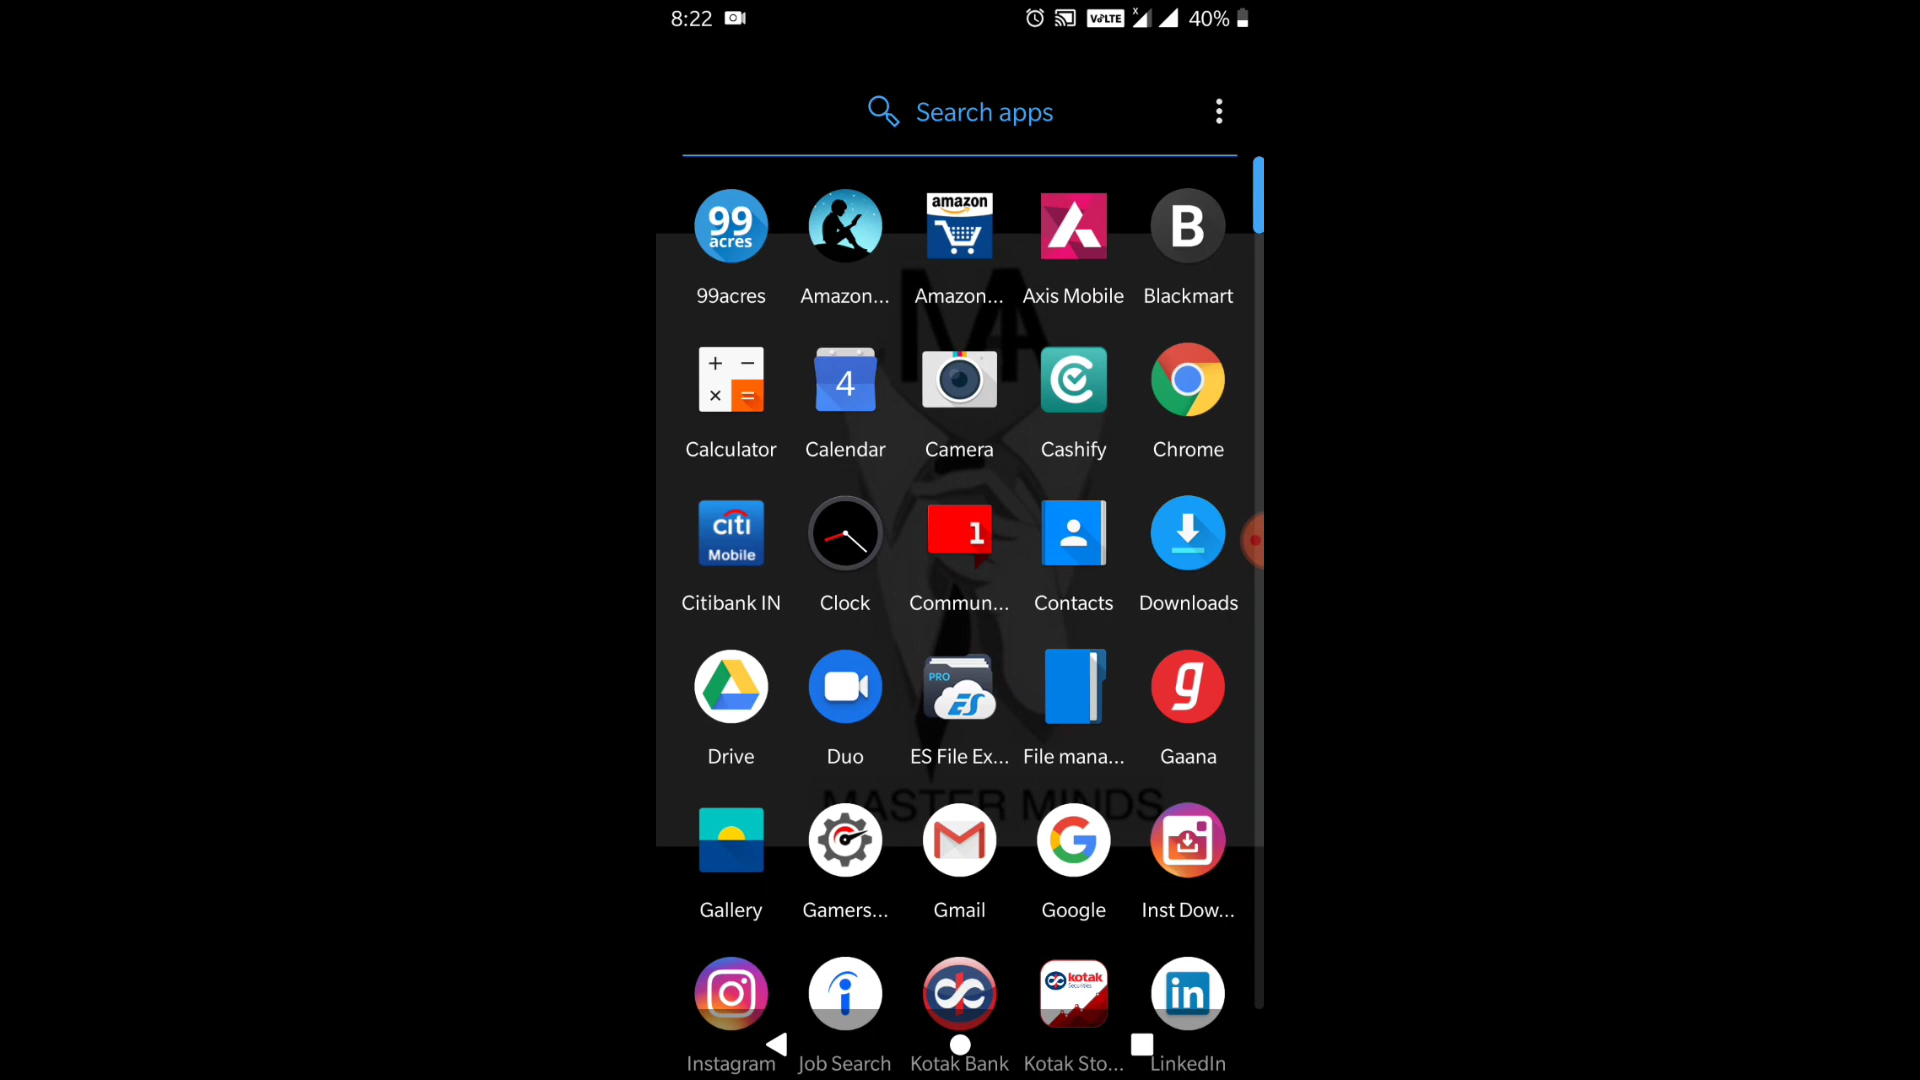 8:22 VoLTE x 40%
Search apps
99 acres amazon B
99acres Amazon... Amazon... Axis Mobile Blackmart
MA
4
Calculator Calendar Camera Cashify Chrome
citi Mobile 1
Citibank IN Clock Commun... Contacts Downloads
PRO ES g
Drive Duo ES File Ex... File mana... Gaana
MASTER MINDS
G
Gallery Gamers... Gmail Google Inst Dow...
kotak Securities in
Instagram Job Search Kotak Bank Kotak Sto... LinkedIn